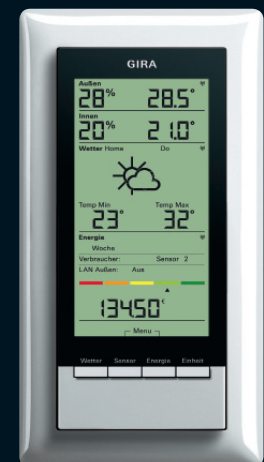 GIRA
Außen
28% 28.5°
Innen
20% 21.0°
Wetter Home Do
Temp Min Temp Max
23° 32°
Energie
Woche
Verbraucher: Sensor 2
LAN Außen: Aus
134.50€
Menu
Wetter Sensor Energie Einheit